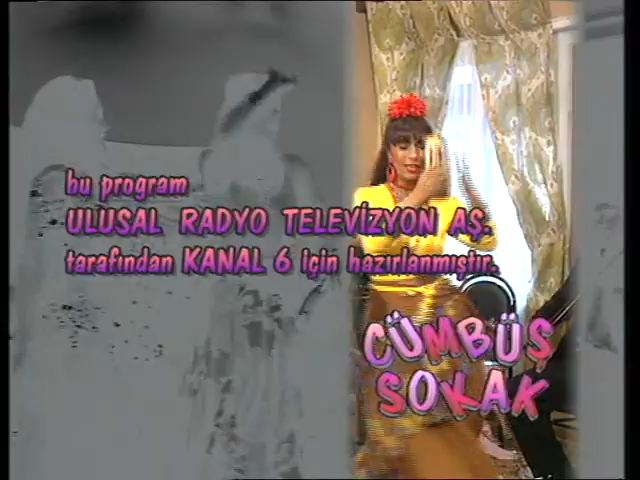 bu program
ULUSAL RADYO TELEVİZYON AŞ.
tarafından KANAL 6 için hazırlanmıştır.
CÜMBÜŞ
SOKAK